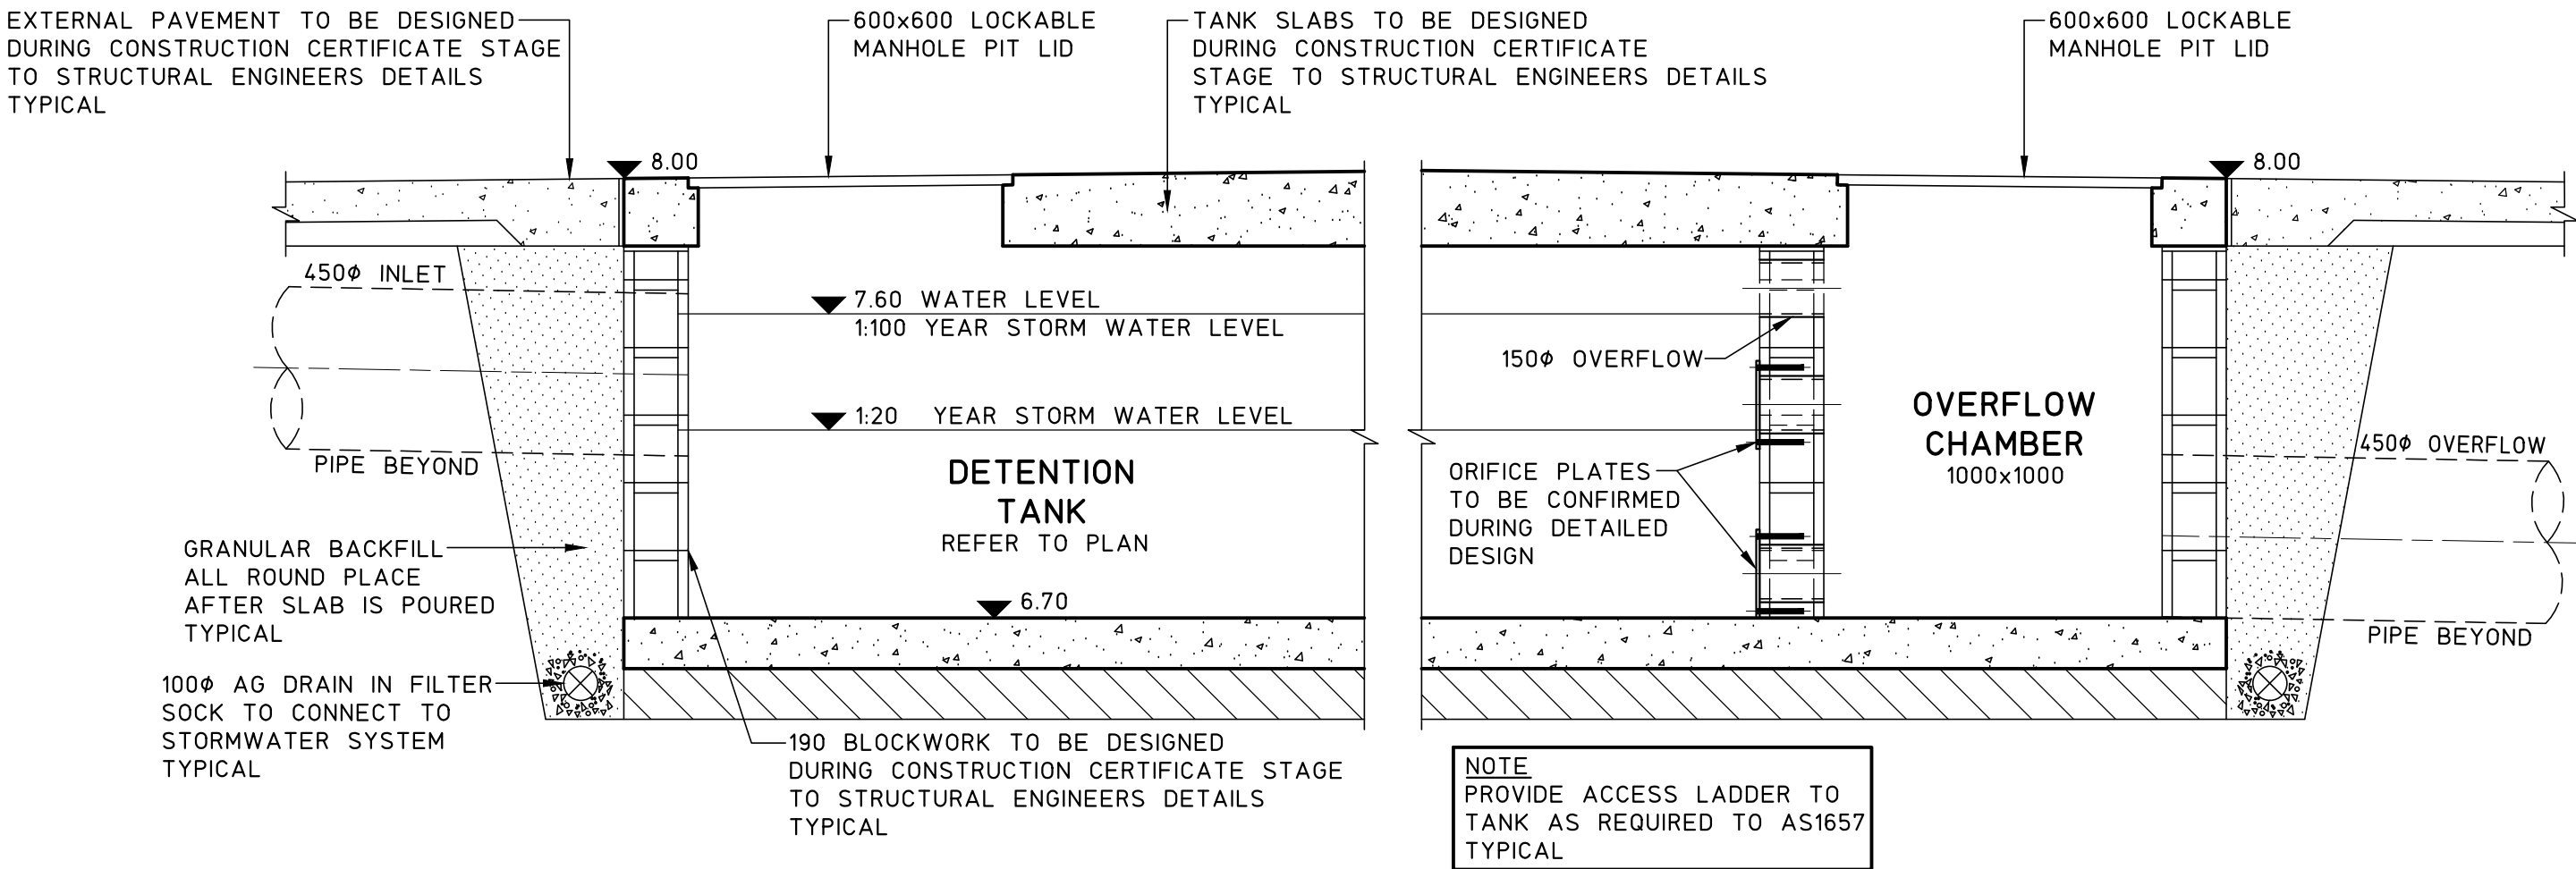 EXTERNAL PAVEMENT TO BE DESIGNED
DURING CONSTRUCTION CERTIFICATE STAGE
TO STRUCTURAL ENGINEERS DETAILS
TYPICAL
600x600 LOCKABLE
MANHOLE PIT LID
TANK SLABS TO BE DESIGNED
DURING CONSTRUCTION CERTIFICATE
STAGE TO STRUCTURAL ENGINEERS DETAILS
TYPICAL
600x600 LOCKABLE
MANHOLE PIT LID
8.00
8.00
450ϕ INLET
PIPE BEYOND
7.60 WATER LEVEL
1:100 YEAR STORM WATER LEVEL
1:20 YEAR STORM WATER LEVEL
DETENTION
TANK
REFER TO PLAN
6.70
150ϕ OVERFLOW
ORIFICE PLATES
TO BE CONFIRMED
DURING DETAILED
DESIGN
OVERFLOW
CHAMBER
1000x1000
450ϕ OVERFLOW
PIPE BEYOND
GRANULAR BACKFILL
ALL ROUND PLACE
AFTER SLAB IS POURED
TYPICAL
100ϕ AG DRAIN IN FILTER
SOCK TO CONNECT TO
STORMWATER SYSTEM
TYPICAL
190 BLOCKWORK TO BE DESIGNED
DURING CONSTRUCTION CERTIFICATE STAGE
TO STRUCTURAL ENGINEERS DETAILS
TYPICAL
NOTE
PROVIDE ACCESS LADDER TO
TANK AS REQUIRED TO AS1657
TYPICAL